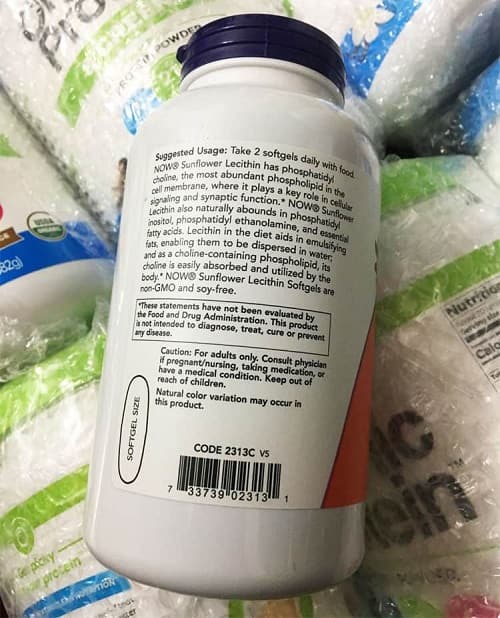 Suggested Usage: Take 2 softgels daily with food.
NOW® Sunflower Lecithin has phosphatidyl
choline, the most abundant phospholipid in the
cell membrane, where it plays a key role in cellular
signaling and synaptic function.* NOW® Sunflower
Lecithin also naturally abounds in phosphatidyl
inositol, phosphatidyl ethanolamine, and essential
fatty acids. Lecithin in the diet aids in emulsifying
fats, enabling them to be dispersed in water;
and as a choline-containing phospholipid, its
choline is easily absorbed and utilized by the
body.* NOW® Sunflower Lecithin Softgels are
non-GMO and soy-free.
*These statements have not been evaluated by
the Food and Drug Administration. This product
is not intended to diagnose, treat, cure or prevent
any disease.
Caution: For adults only. Consult physician
if pregnant/nursing, taking medication, or
have a medical condition. Keep out of
reach of children.
Natural color variation may occur in
this product.
SOFTGEL SIZE
CODE 2313C V5
7 33739 02313 1
POWDER
USDA
ORGANIC
82g)
Nutrition
protein